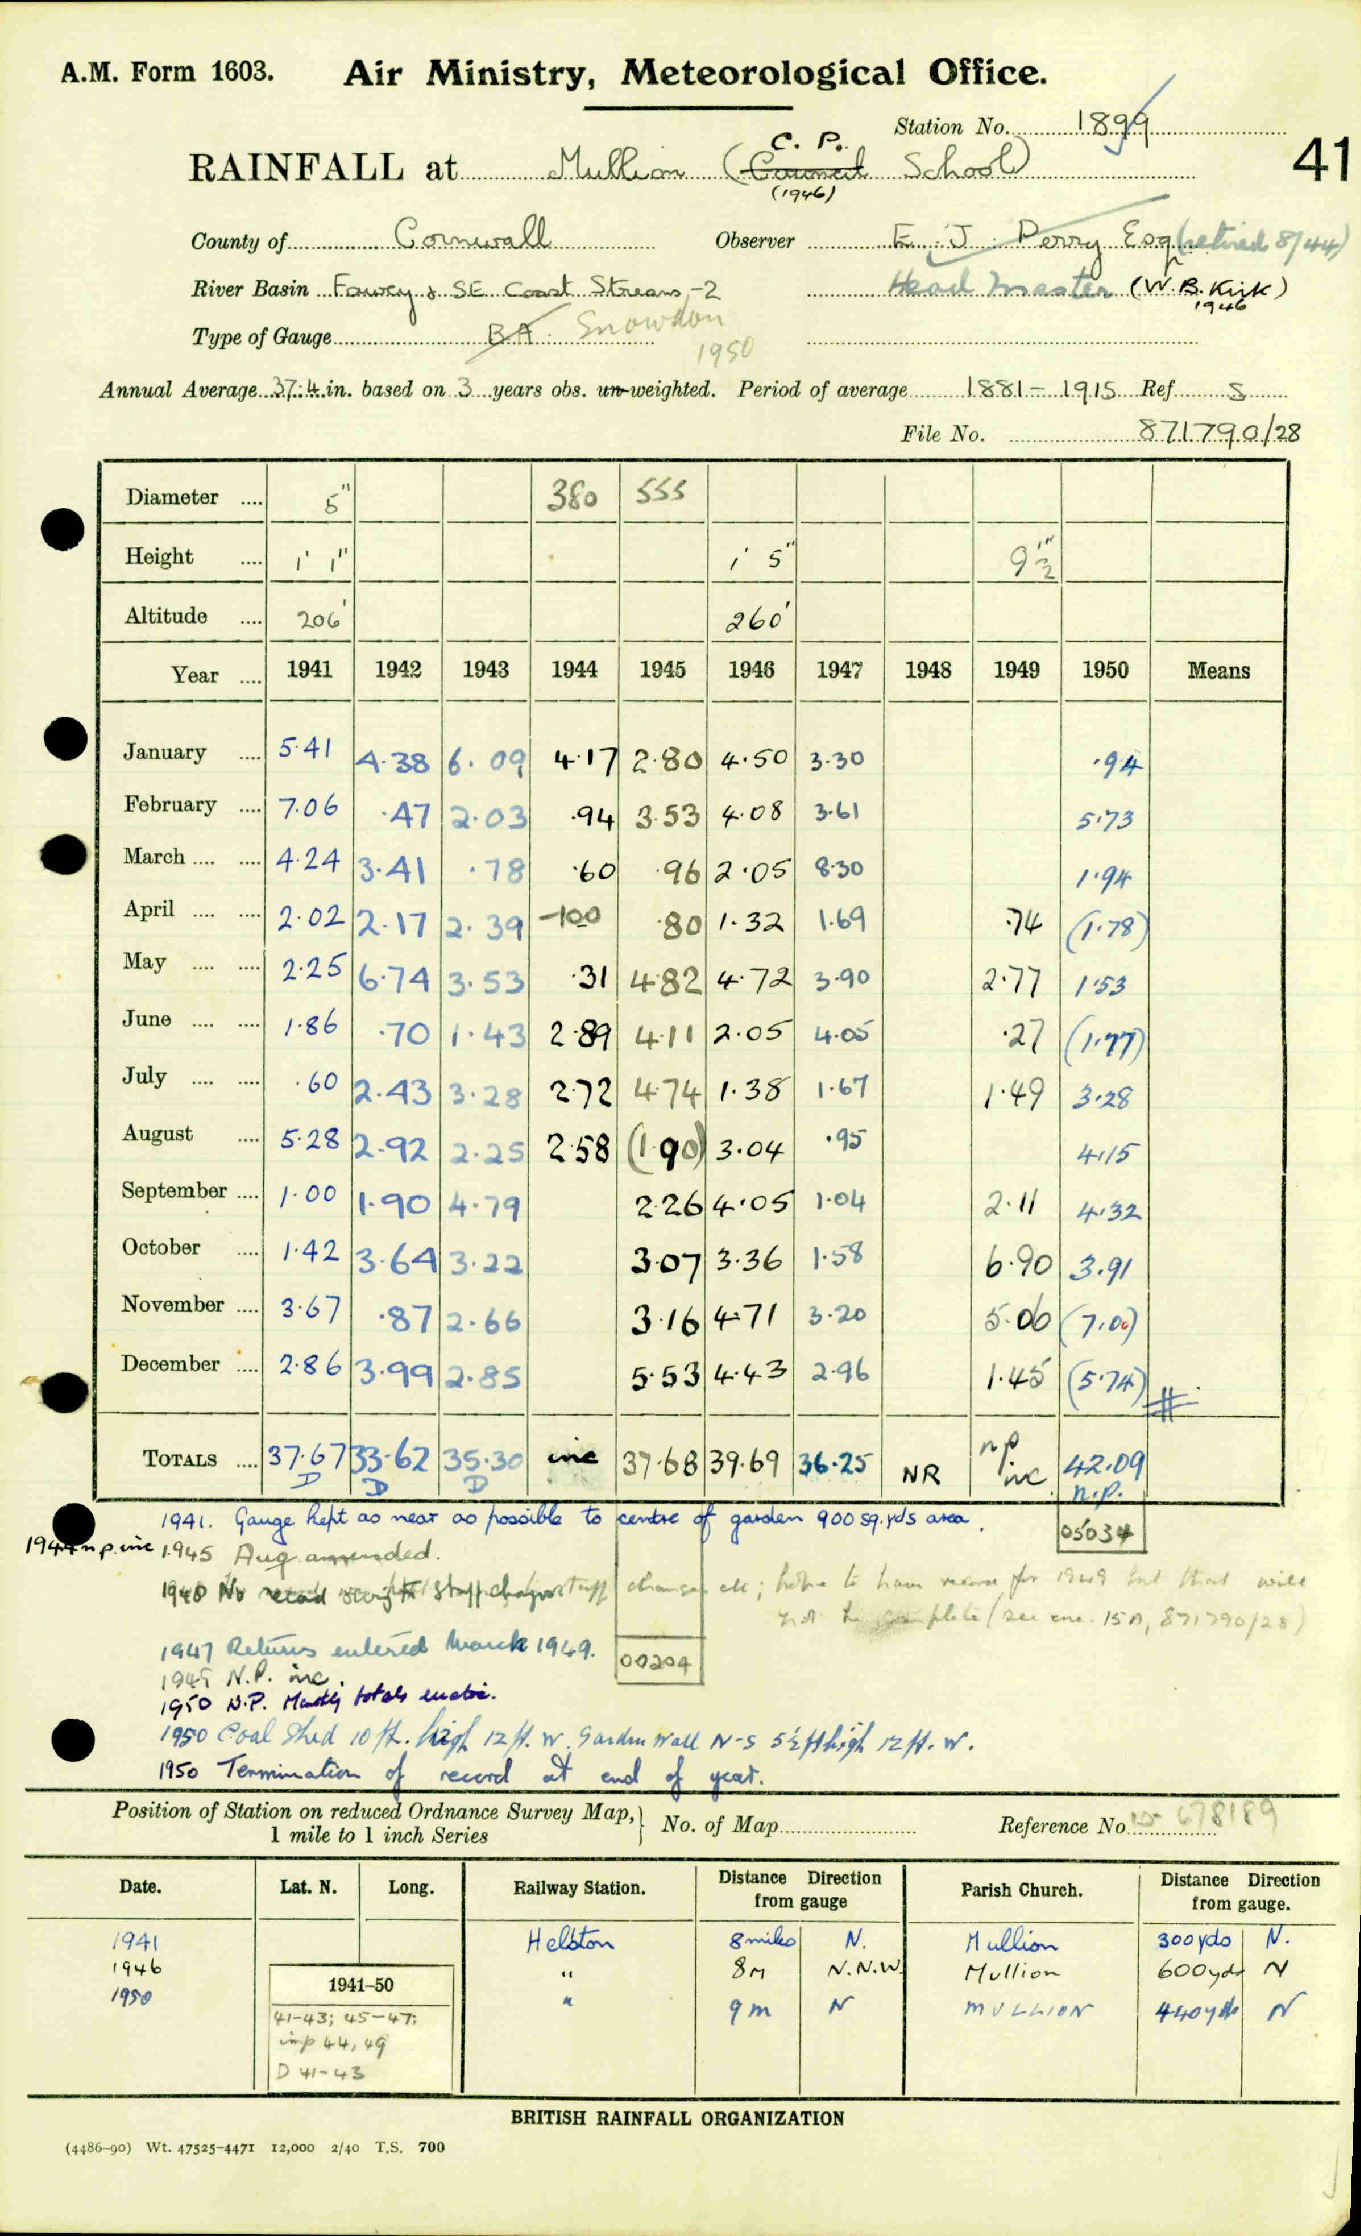 A.M. Form 1603. Air Ministry, Meteorological Office.
Station No. 1899
C. P.
RAINFALL at Mullion (Council School) 41
(1946)
County of Cornwall Observer E. J. Perry Esq (retired 8/44)
River Basin Fowey & SE Coast Streams -2 Head Master (W.B. Kirk)
1946
Type of Gauge BA Snowdon
1950
Annual Average 37.4 in. based on 3 years obs. un-weighted. Period of average 1881 - 1915 Ref S
File No. 871790/28
Diameter .... 5" 380 555
Height .... 1' 1" 1' 5" 9½"
Altitude .... 206' 260'
Year .... 1941 1942 1943 1944 1945 1946 1947 1948 1949 1950 Means
January .... 5.41 4.38 6.09 4.17 2.80 4.50 3.30 .94
February .... 7.06 .47 2.03 .94 3.53 4.08 3.61 5.73
March .... .... 4.24 3.41 .78 .60 .96 2.05 8.30 1.94
April .... .... 2.02 2.17 2.39 1.00 .80 1.32 1.69 .74 (1.78)
May .... .... 2.25 6.74 3.53 .31 4.82 4.72 3.90 2.77 1.53
June .... .... 1.86 .70 1.43 2.89 4.11 2.05 4.05 .27 (1.77)
July .... .... .60 2.43 3.28 2.72 4.74 1.38 1.67 1.49 3.28
August .... 5.28 2.92 2.25 2.58 (1.90) 3.04 .95 4.15
September .... 1.00 1.90 4.79 2.26 4.05 1.04 2.11 4.32
October .... 1.42 3.64 3.22 3.07 3.36 1.58 6.90 3.91
November .... 3.67 .87 2.66 3.16 4.71 3.20 5.06 (7.00)
December .... 2.86 3.99 2.85 5.53 4.43 2.96 1.45 (5.74) #
TOTALS .... 37.67 33.62 35.30 inc 37.68 39.69 36.25 NR n.p. inc 42.09
D D D n.p.
1941. Gauge kept as near as possible to centre of garden 900 sq. yds area. 05034
1944 n.p. inc 1945 Aug amended.
1948 No record staff changes etc; hope to have record for 1949 but that will
not be complete (see enc. 15A, 871790/28)
1947 Returns entered March 1949. 00204
1949 N.P. inc.
1950 N.P. Monthly totals
1950 Coal Shed 10 ft. high 12 ft. W. Garden Wall N-S 5½ ft high 12 ft. W.
1950 Termination of record at end of year.
Position of Station on reduced Ordnance Survey Map, 1 mile to 1 inch Series } No. of Map Reference No. 678189
Date. Lat. N. Long. Railway Station. Distance Direction from gauge Parish Church. Distance Direction from gauge.
1941 Helston 8 miles N. Mullion 300 yds N.
1946 " 8m N.N.W. Mullion 600 yds N
1950 " 9m N MULLION 440 yds N
1941-50
41-43; 45-47;
imp 44, 49
D 41-43
BRITISH RAINFALL ORGANIZATION
(4486-90) Wt. 47525-4471 12,000 2/40 T.S. 700